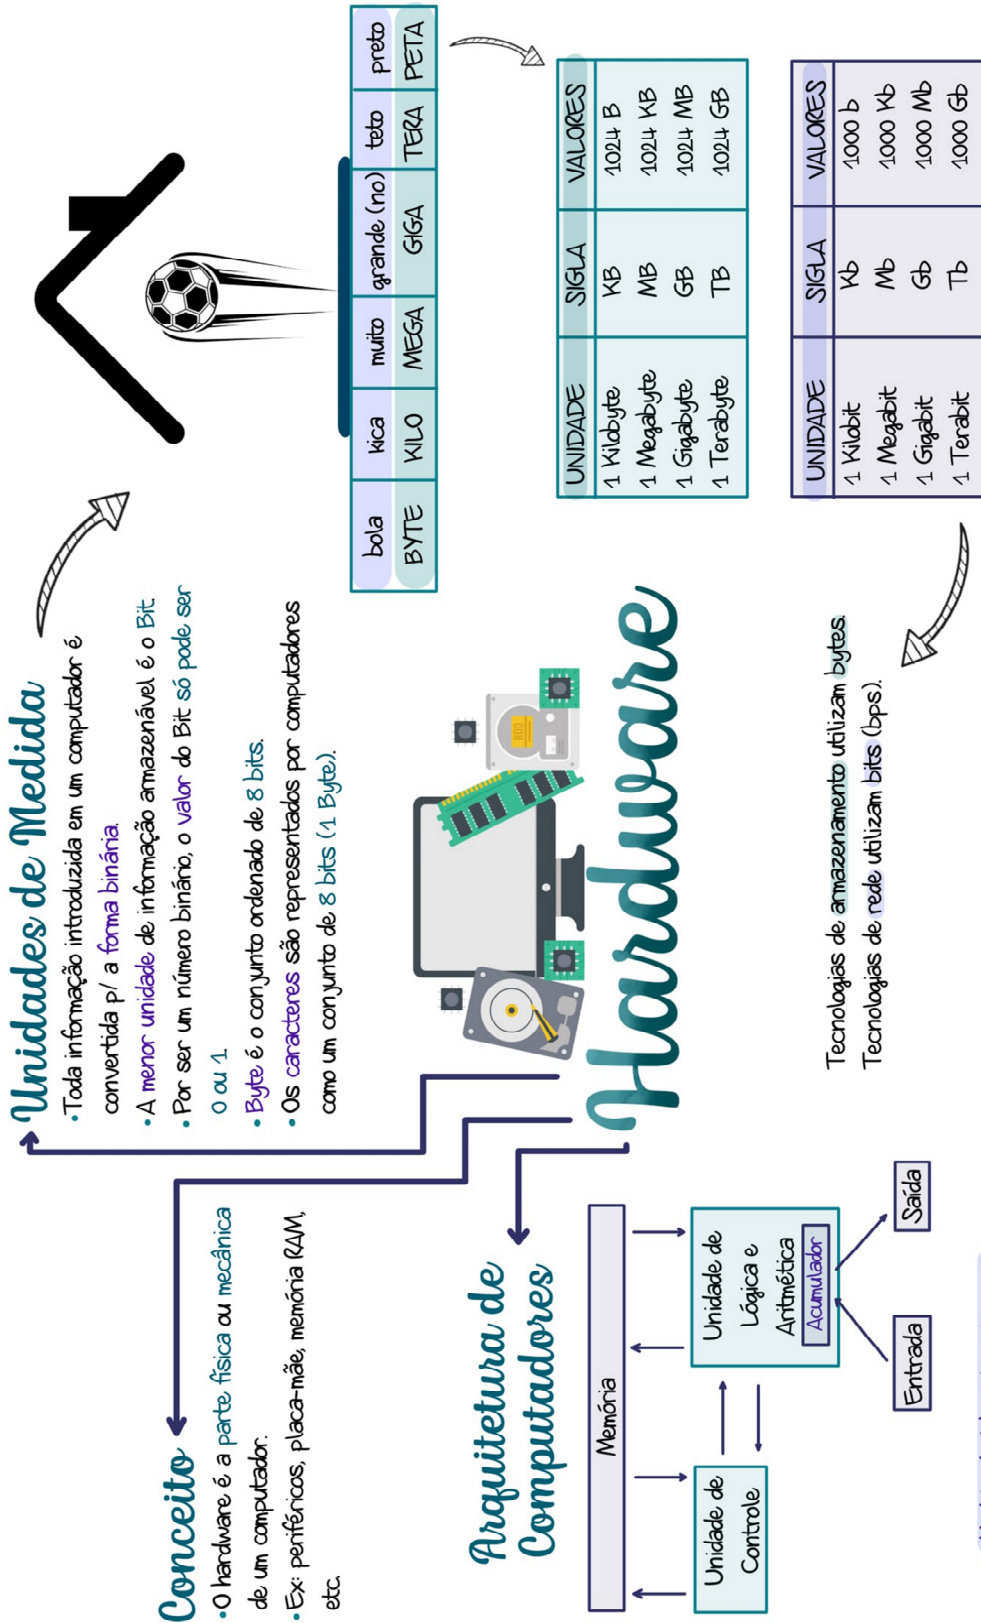 Unidades de Medida
• Toda informação introduzida em um computador é
convertida p/ a forma binária.
• A menor unidade de informação armazenável é o Bit.
• Por ser um número binário, o valor do Bit só pode ser
0 ou 1
• Byte é o conjunto ordenado de 8 bits.
• Os caracteres são representados por computadores
como um conjunto de 8 bits (1 Byte).
bola kica muito grande (no) teto preto
BYTE KILO MEGA GIGA TERA PETA
UNIDADE SIGLA VALORES
1 Kilobyte KB 1024 B
1 Megabyte MB 1024 KB
1 Gigabyte GB 1024 MB
1 Terabyte TB 1024 GB
UNIDADE SIGLA VALORES
1 Kilobit Kb 1000 b
1 Megabit Mb 1000 Kb
1 Gigabit Gb 1000 Mb
1 Terabit Tb 1000 Gb
Tecnologias de armazenamento utilizam bytes.
Tecnologias de rede utilizam bits (bps).
HDD
Hardware
Conceito
• O hardware é a parte física ou mecânica
de um computador.
• Ex: periféricos, placa-mãe, memória RAM,
etc.
Arquitetura de
Computadores
Memória
Unidade de
Controle
Unidade de
Lógica e
Aritmética
Acumulador
Entrada
Saída